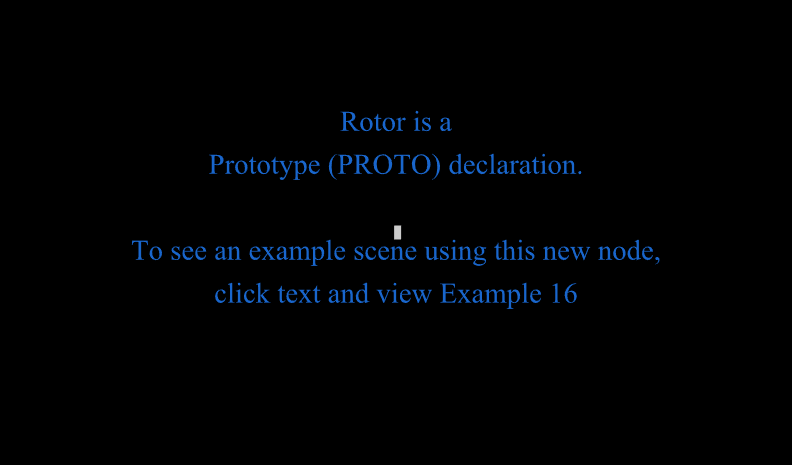 Rotor is a
Prototype (PROTO) declaration.
To see an example scene using this new node,
click text and view Example 16